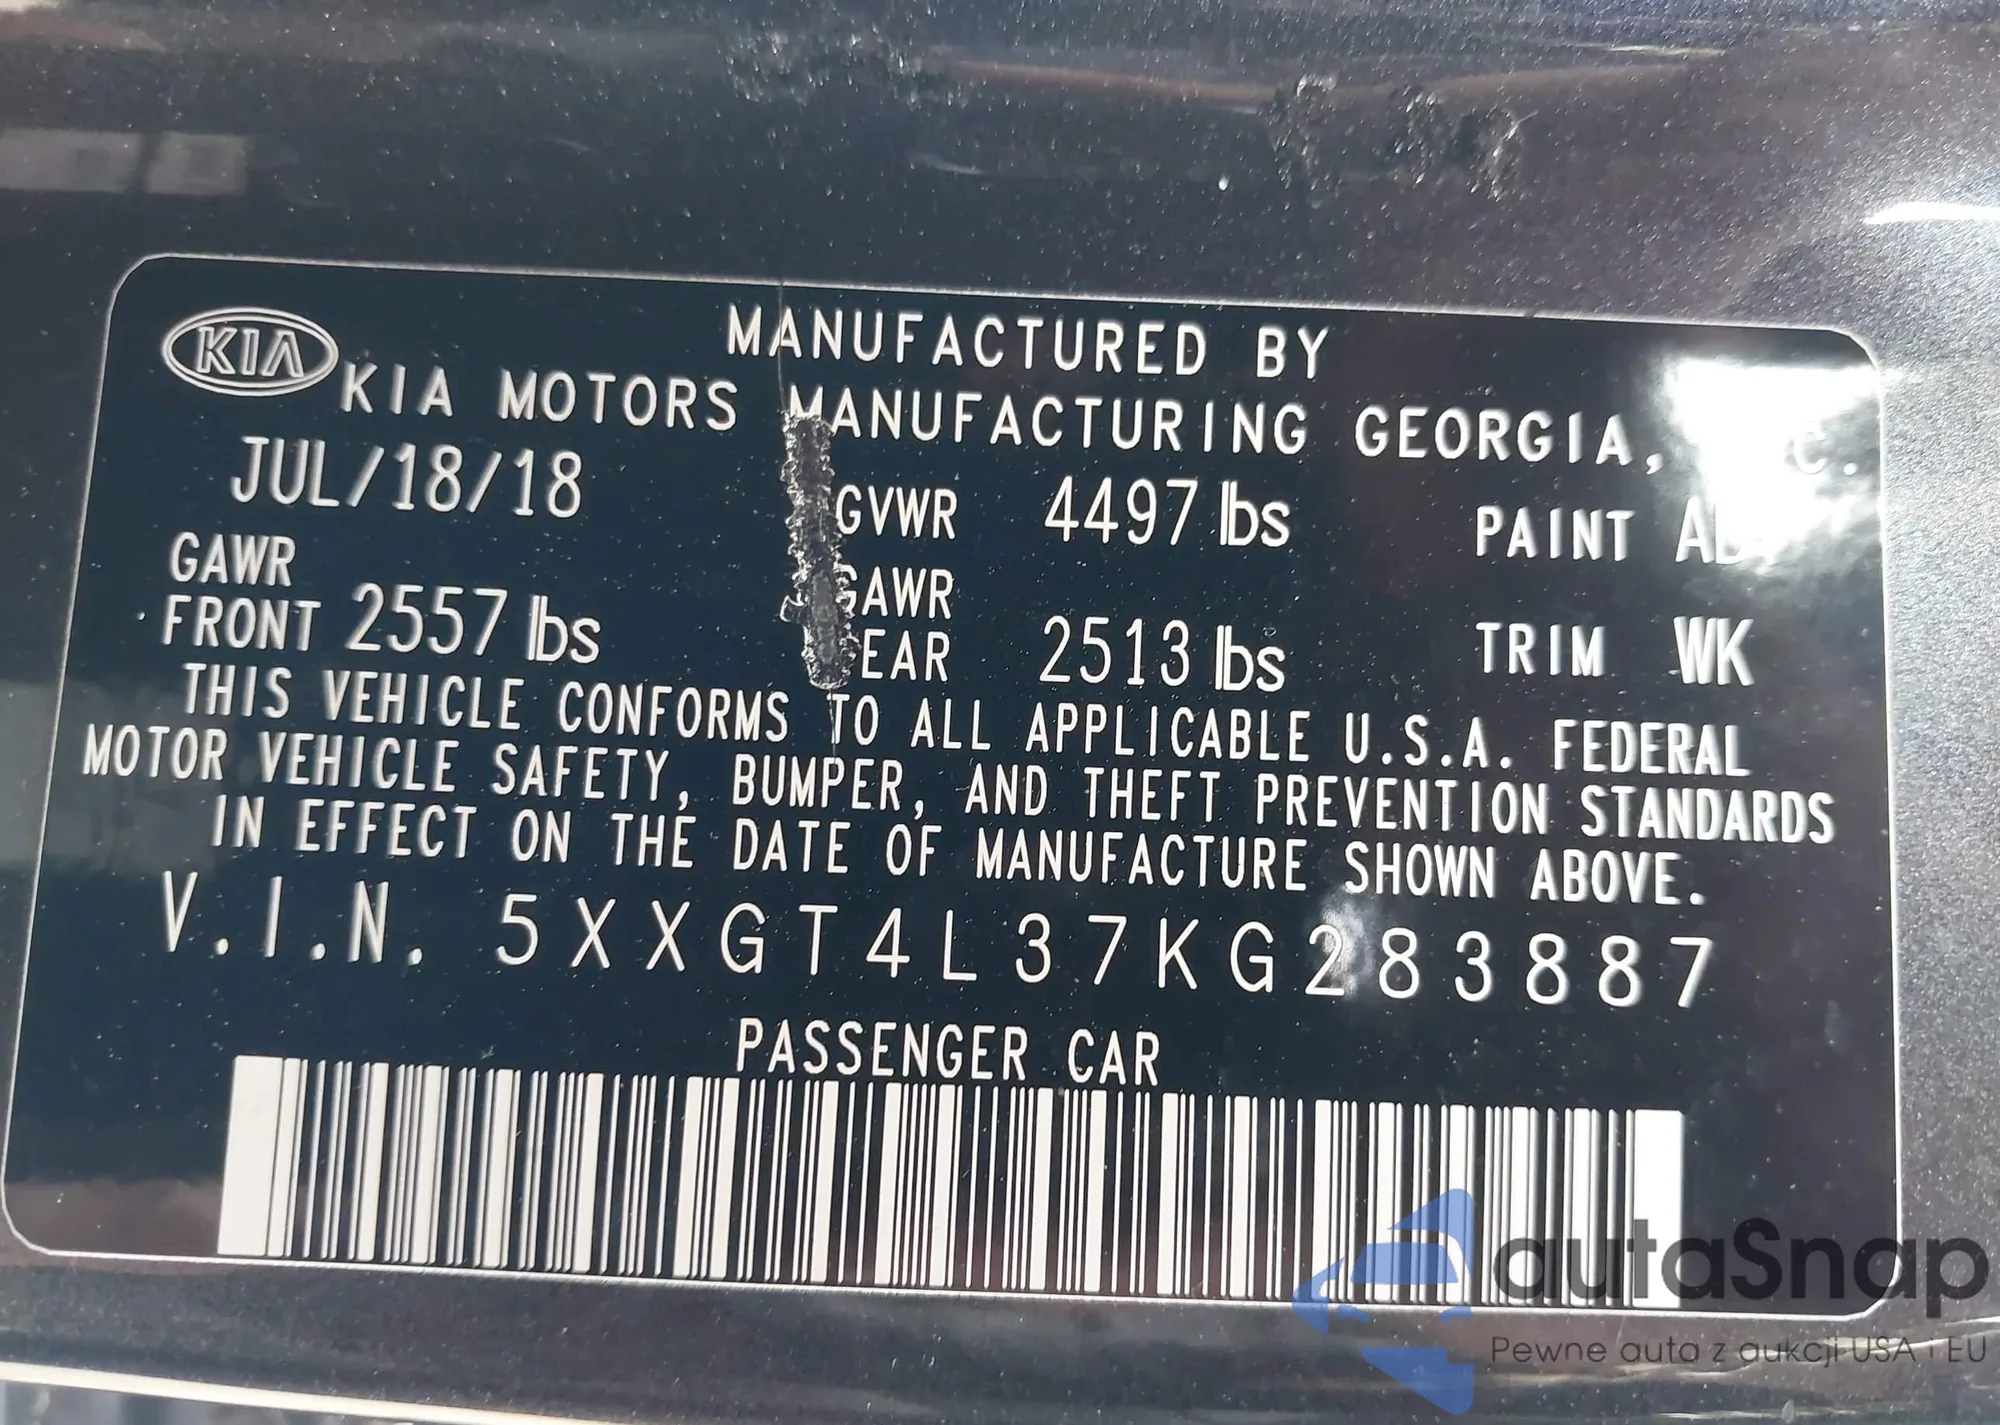 KIA
MANUFACTURED BY
KIA MOTORS MANUFACTURING GEORGIA,
JUL/18/18 GVWR 4497 lbs PAINT
GAWR FRONT 2557 lbs GAWR REAR 2513 lbs TRIM WK
THIS VEHICLE CONFORMS TO ALL APPLICABLE U.S.A. FEDERAL
MOTOR VEHICLE SAFETY, BUMPER, AND THEFT PREVENTION STANDARDS
IN EFFECT ON THE DATE OF MANUFACTURE SHOWN ABOVE.
V.I.N. 5XXGT4L37KG283887
PASSENGER CAR
autaSnap
Pewne auta z aukcji USA i EU